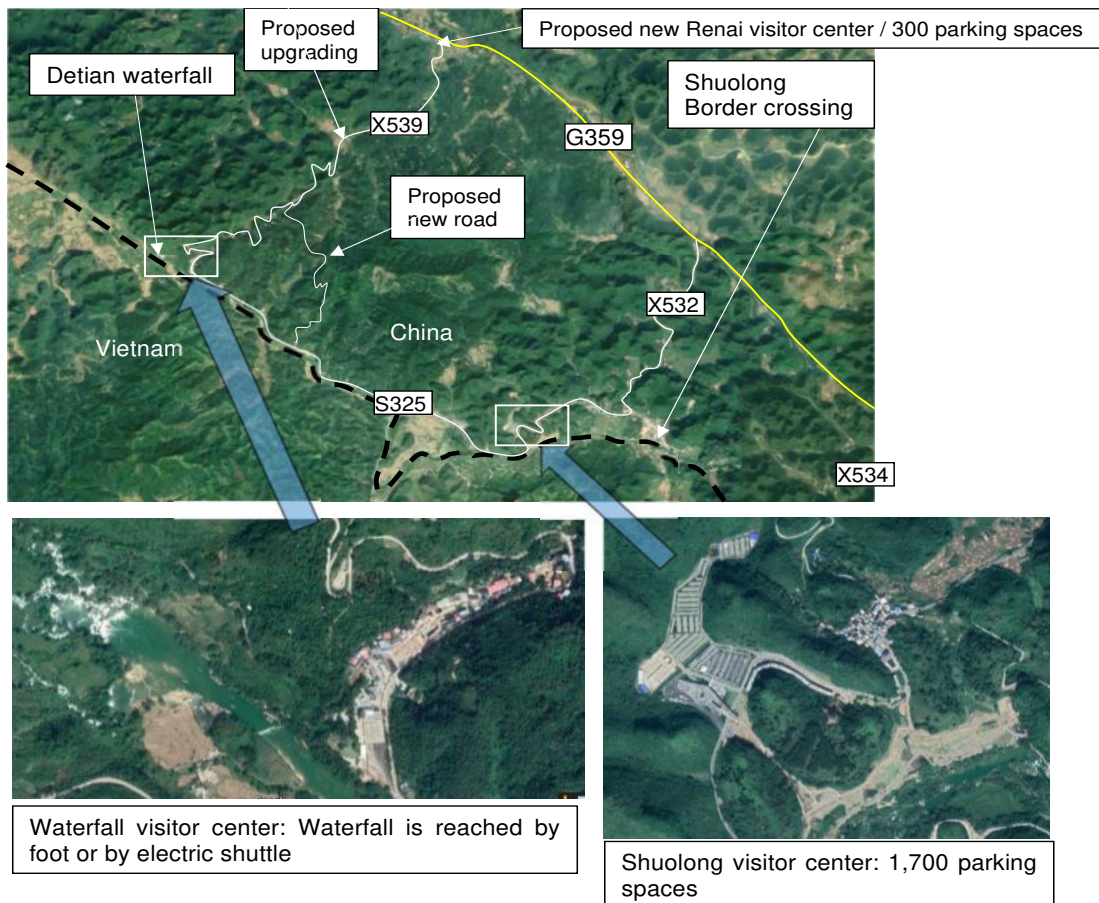 Proposed
upgrading
Proposed new Renai visitor center / 300 parking spaces
Detian waterfall
Shuolong
Border crossing
X539
G359
Proposed
new road
X532
Vietnam
China
S325
X534
Waterfall visitor center: Waterfall is reached by
foot or by electric shuttle
Shuolong visitor center: 1,700 parking
spaces